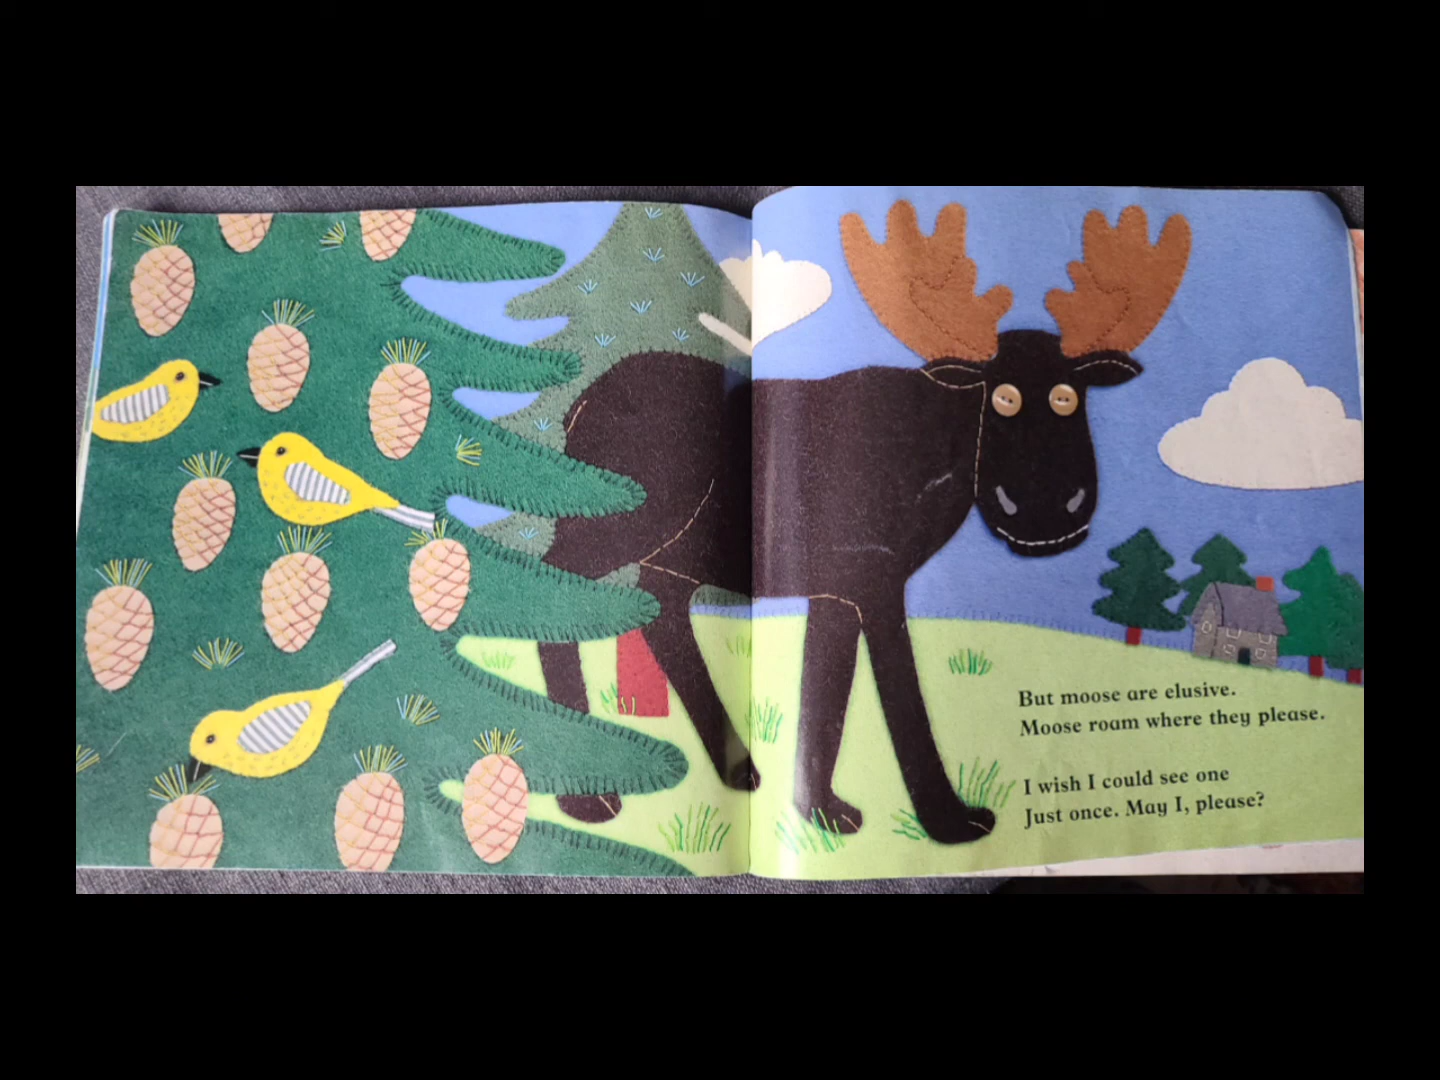 But moose are elusive.
Moose roam where they please.
I wish I could see one
Just once. May I, please?